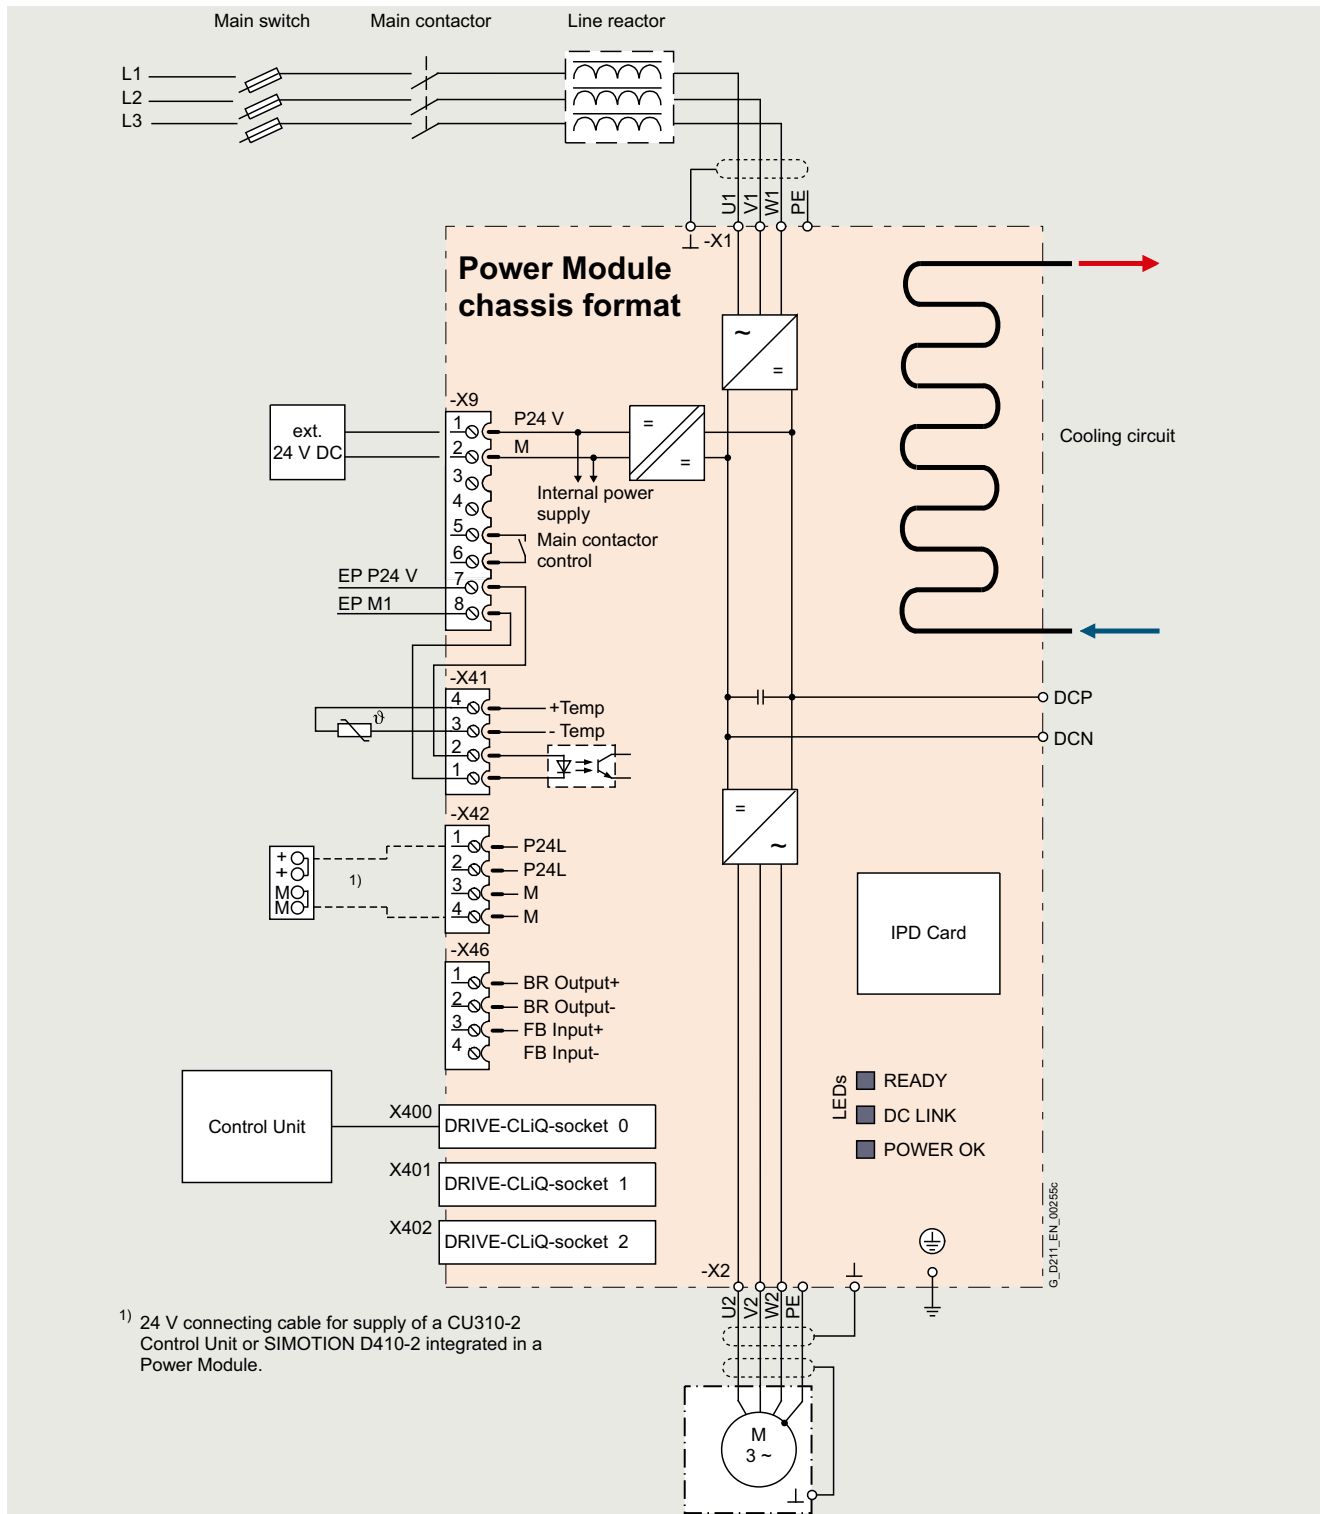 Main switch
Main contactor
Line reactor
L1
L2
L3
U1
V1
W1
PE
-X1
Power Module
chassis format
~
=
-X9
ext.
24 V DC
1
2
3
4
5
6
7
8
P24 V
M
=
=
Internal power
supply
Main contactor
control
EP P24 V
EP M1
Cooling circuit
-X41
4
3
2
1
ϑ
+Temp
- Temp
DCP
DCN
-X42
1
2
3
4
P24L
P24L
M
M
+
+
M
M
1)
=
~
IPD Card
-X46
1
2
3
4
BR Output+
BR Output-
FB Input+
FB Input-
Control Unit
X400
DRIVE-CLiQ-socket 0
X401
DRIVE-CLiQ-socket 1
X402
DRIVE-CLiQ-socket 2
LEDs
READY
DC LINK
POWER OK
G_D211_EN_00255c
-X2
U2
V2
W2
PE
1) 24 V connecting cable for supply of a CU310-2
Control Unit or SIMOTION D410-2 integrated in a
Power Module.
M
3 ~